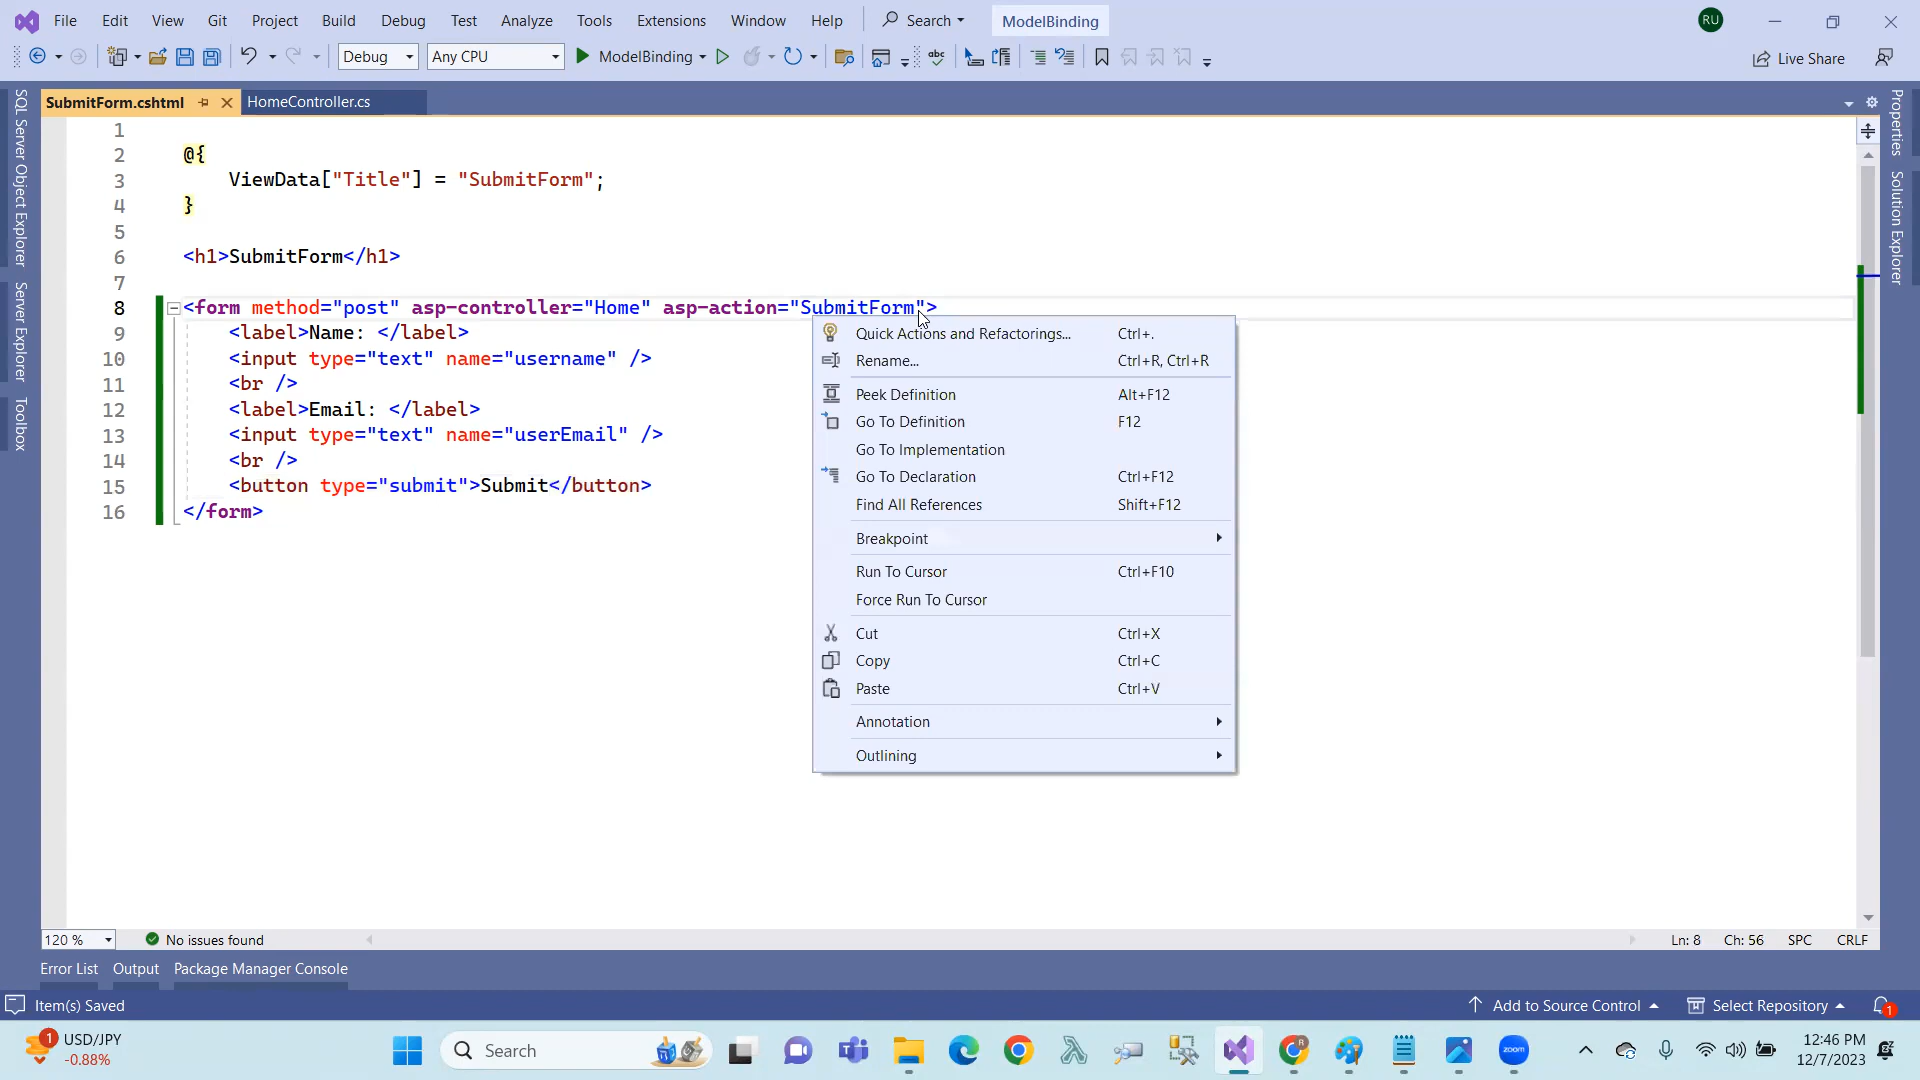 File Edit View Git Project Build Debug Test Analyze Tools Extensions Window Help Search ModelBinding RU
Debug Any CPU ModelBinding abc Live Share
SubmitForm.cshtml HomeController.cs
SQL Server Object Explorer
Server Explorer
Toolbox
Properties
Solution Explorer
1
2 @{
3 ViewData["Title"] = "SubmitForm";
4 }
5
6 <h1>SubmitForm</h1>
7
8 <form method="post" asp-controller="Home" asp-action="SubmitForm">
9 <label>Name: </label>
10 <input type="text" name="username" />
11 <br />
12 <label>Email: </label>
13 <input type="text" name="userEmail" />
14 <br />
15 <button type="submit">Submit</button>
16 </form>
Quick Actions and Refactorings... Ctrl+.
Rename... Ctrl+R, Ctrl+R
Peek Definition Alt+F12
Go To Definition F12
Go To Implementation
Go To Declaration Ctrl+F12
Find All References Shift+F12
Breakpoint
Run To Cursor Ctrl+F10
Force Run To Cursor
Cut Ctrl+X
Copy Ctrl+C
Paste Ctrl+V
Annotation
Outlining
120 % No issues found Ln: 8 Ch: 56 SPC CRLF
Error List Output Package Manager Console
Item(s) Saved Add to Source Control Select Repository 1
1 USD/JPY
-0.88%
Search
zoom
12:46 PM
12/7/2023